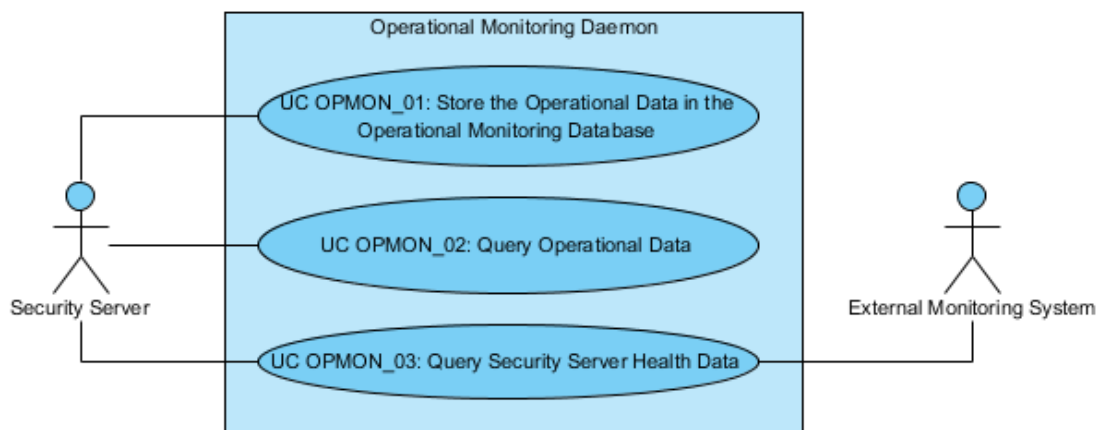 Operational Monitoring Daemon
UC OPMON_01: Store the Operational Data in the
Operational Monitoring Database
UC OPMON_02: Query Operational Data
Security Server
External Monitoring System
UC OPMON_03: Query Security Server Health Data